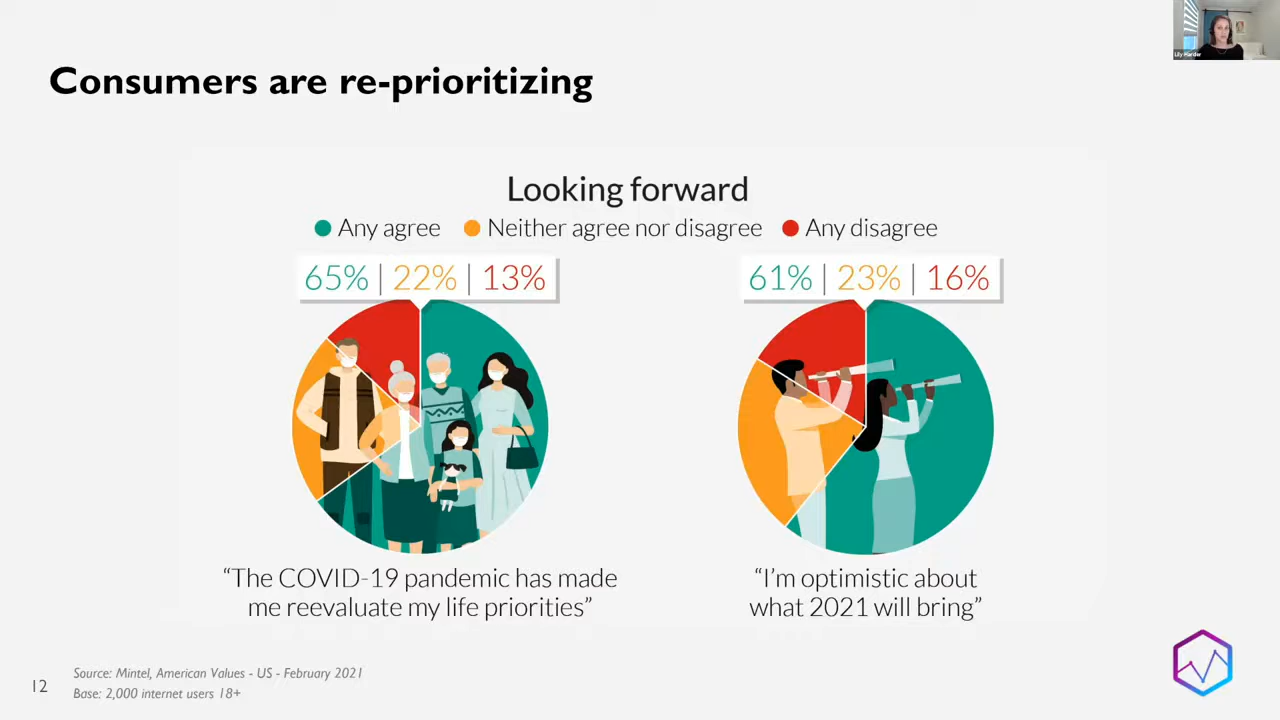 Lily Harder
Consumers are re-prioritizing
Looking forward
Any agree Neither agree nor disagree Any disagree
65% | 22% | 13%
61% | 23% | 16%
“The COVID-19 pandemic has made
me reevaluate my life priorities”
“I’m optimistic about
what 2021 will bring”
Source: Mintel, American Values - US - February 2021
Base: 2,000 internet users 18+
12